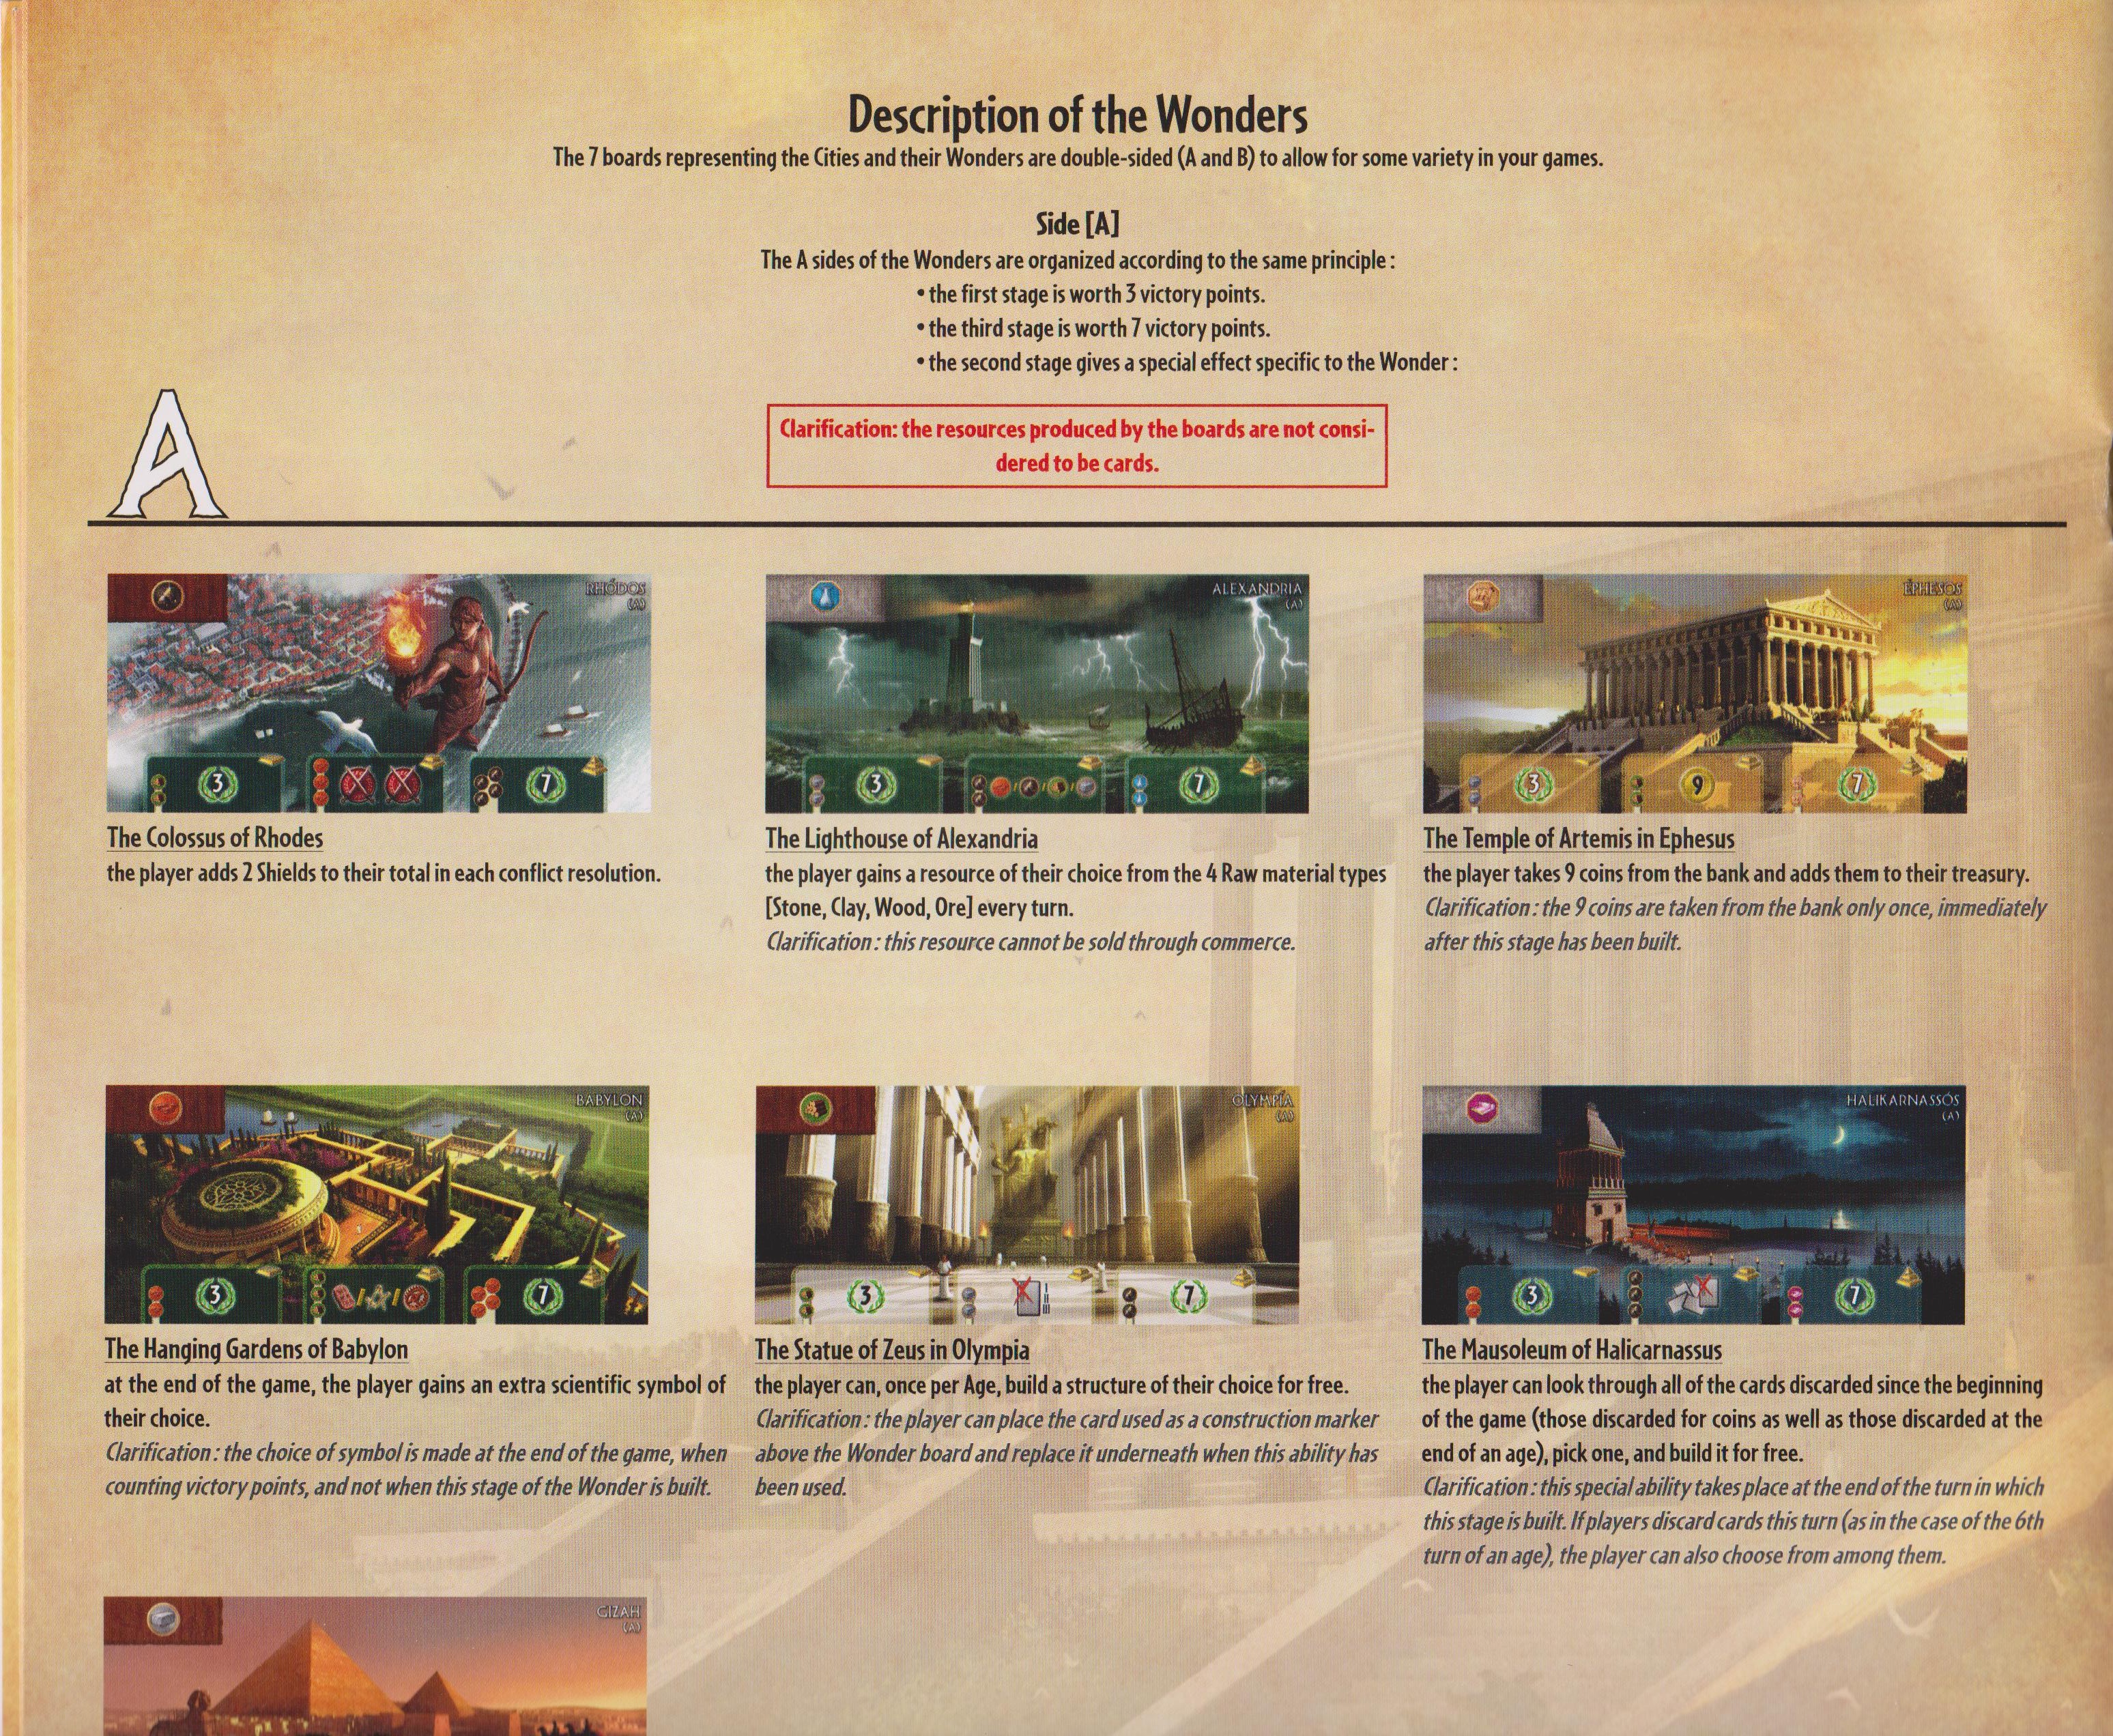 Description of the Wonders
The 7 boards representing the Cities and their Wonders are double-sided (A and B) to allow for some variety in your games.
Side [A]
The A sides of the Wonders are organized according to the same principle :
• the first stage is worth 3 victory points.
• the third stage is worth 7 victory points.
• the second stage gives a special effect specific to the Wonder :
Clarification: the resources produced by the boards are not consi-
dered to be cards.
A
RHÓDOS
(A)
3
7
The Colossus of Rhodes
the player adds 2 Shields to their total in each conflict resolution.
ALEXANDRIA
(A)
3
7
The Lighthouse of Alexandria
the player gains a resource of their choice from the 4 Raw material types
[Stone, Clay, Wood, Ore] every turn.
Clarification : this resource cannot be sold through commerce.
ÉPHESOS
(A)
3
9
7
The Temple of Artemis in Ephesus
the player takes 9 coins from the bank and adds them to their treasury.
Clarification : the 9 coins are taken from the bank only once, immediately
after this stage has been built.
BABYLON
(A)
3
7
The Hanging Gardens of Babylon
at the end of the game, the player gains an extra scientific symbol of
their choice.
Clarification : the choice of symbol is made at the end of the game, when
counting victory points, and not when this stage of the Wonder is built.
OLYMPÍA
(A)
3
I
II
III
7
The Statue of Zeus in Olympia
the player can, once per Age, build a structure of their choice for free.
Clarification : the player can place the card used as a construction marker
above the Wonder board and replace it underneath when this ability has
been used.
HALIKARNASSÓS
(A)
3
7
The Mausoleum of Halicarnassus
the player can look through all of the cards discarded since the beginning
of the game (those discarded for coins as well as those discarded at the
end of an age), pick one, and build it for free.
Clarification : this special ability takes place at the end of the turn in which
this stage is built. If players discard cards this turn (as in the case of the 6th
turn of an age), the player can also choose from among them.
GIZAH
(A)